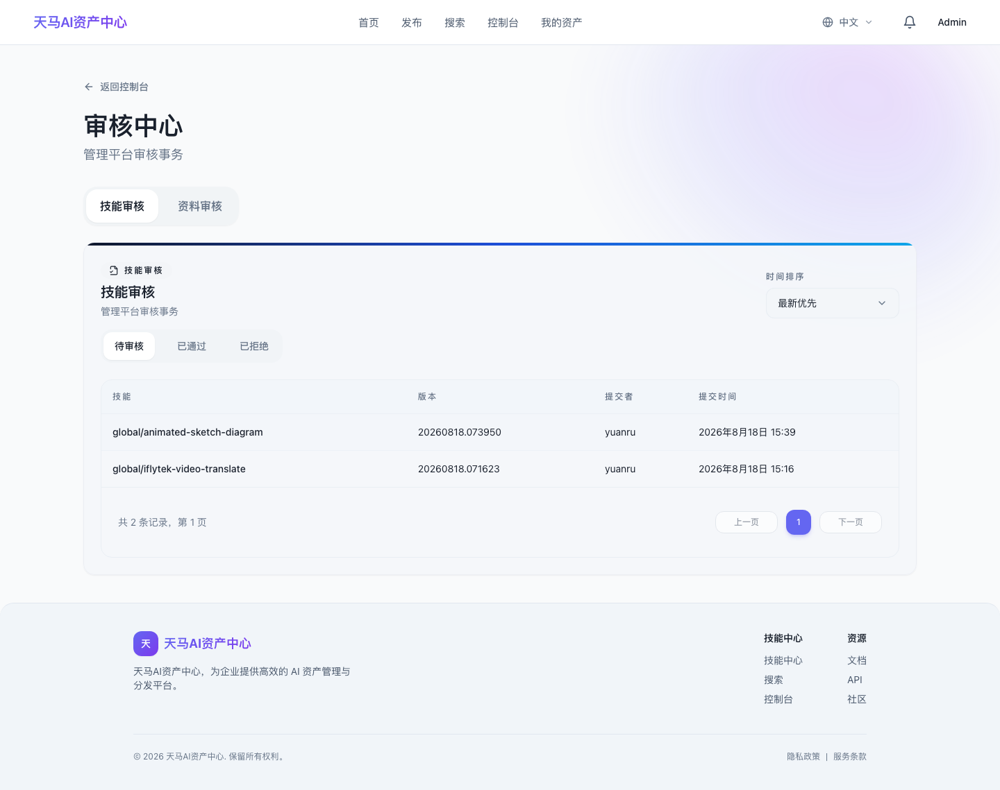 天马AI资产中心
首页 发布 搜索 控制台 我的资产
中文
Admin
返回控制台
审核中心
管理平台审核事务
技能审核 资料审核
技能审核
技能审核
管理平台审核事务
时间排序
最新优先
待审核 已通过 已拒绝
技能 版本 提交者 提交时间
global/animated-sketch-diagram 20260818.073950 yuanru 2026年8月18日 15:39
global/iflytek-video-translate 20260818.071623 yuanru 2026年8月18日 15:16
共 2 条记录，第 1 页
上一页 1 下一页
天 天马AI资产中心
天马AI资产中心，为企业提供高效的 AI 资产管理与
分发平台。
技能中心
技能中心
搜索
控制台
资源
文档
API
社区
© 2026 天马AI资产中心. 保留所有权利。
隐私政策 | 服务条款